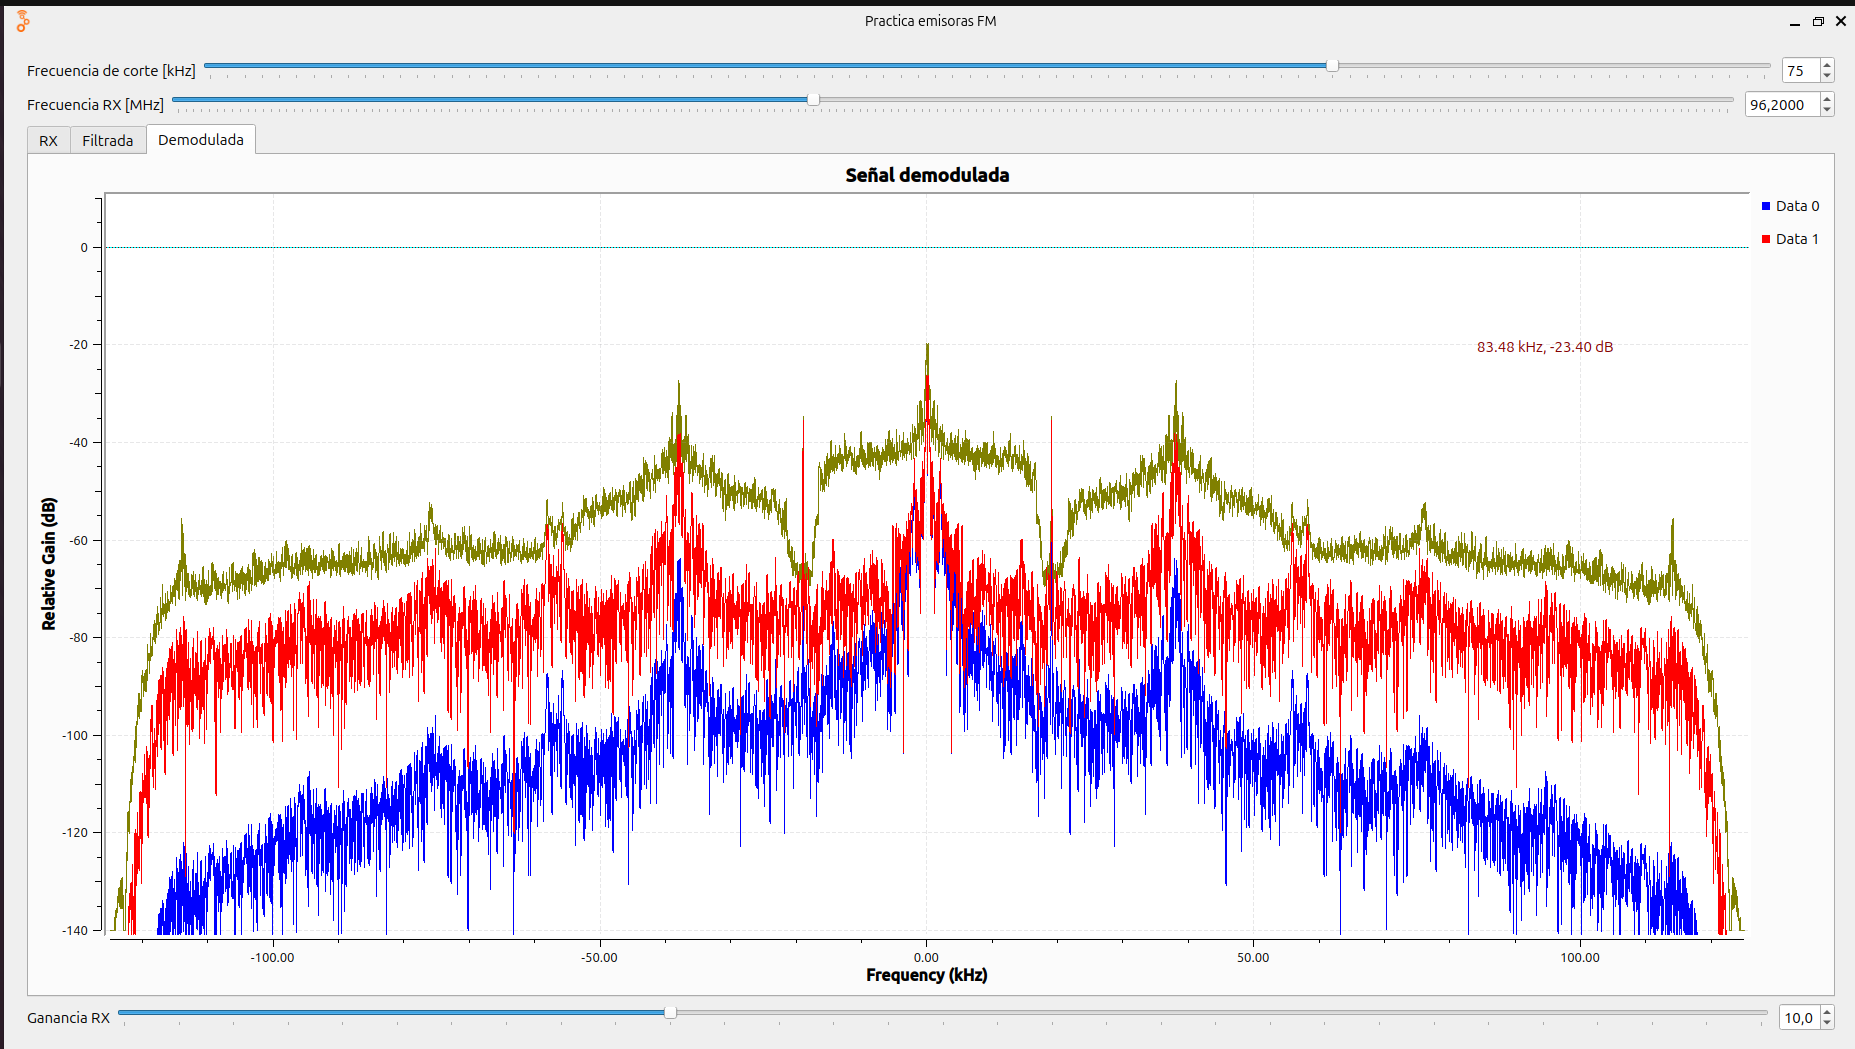 Practica emisoras FM
Frecuencia de corte [kHz] 75
Frecuencia RX [MHz] 96,2000
RX Filtrada Demodulada
Señal demodulada
Data 0
Data 1
83.48 kHz, -23.40 dB
Relative Gain (dB)
0
-20
-40
-60
-80
-100
-120
-140
-100.00 -50.00 0.00 50.00 100.00
Frequency (kHz)
Ganancia RX 10,0